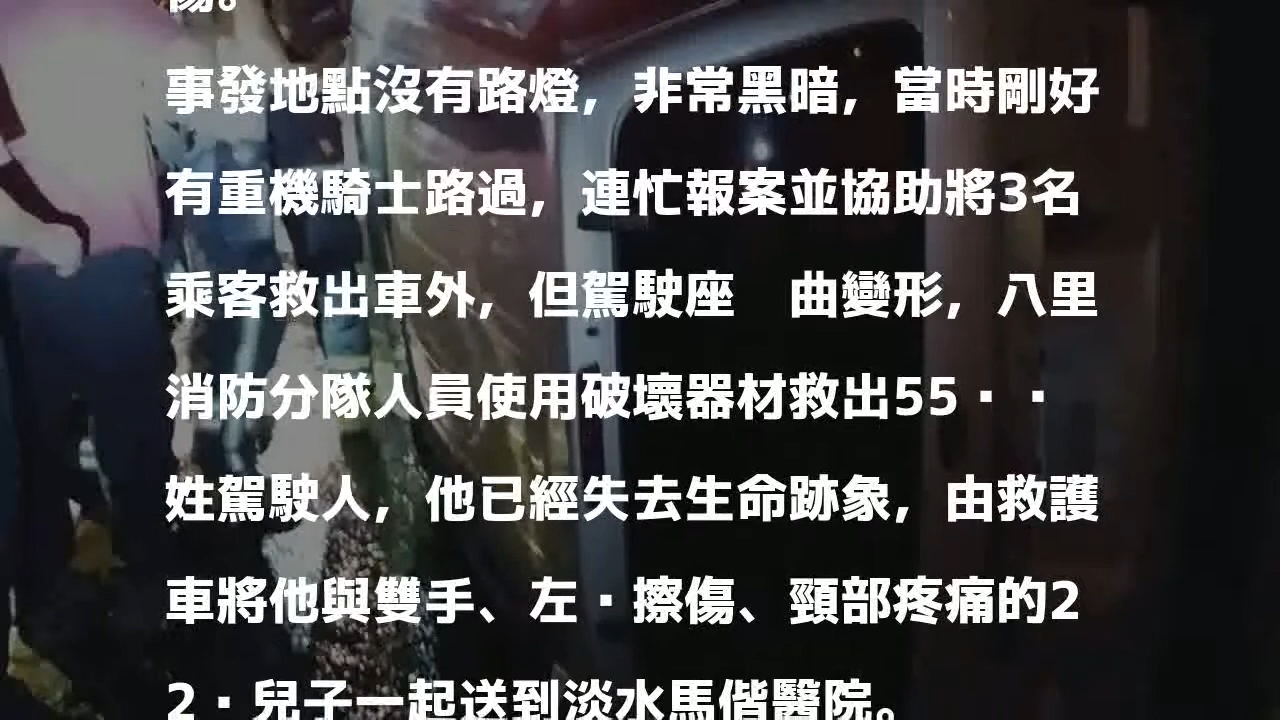 傷。
事發地點沒有路燈，非常黑暗，當時剛好
有重機騎士路過，連忙報案並協助將3名
乘客救出車外，但駕駛座　曲變形，八里
消防分隊人員使用破壞器材救出55··
姓駕駛人，他已經失去生命跡象，由救護
車將他與雙手、左·擦傷、頸部疼痛的2
2·兒子一起送到淡水馬偕醫院。